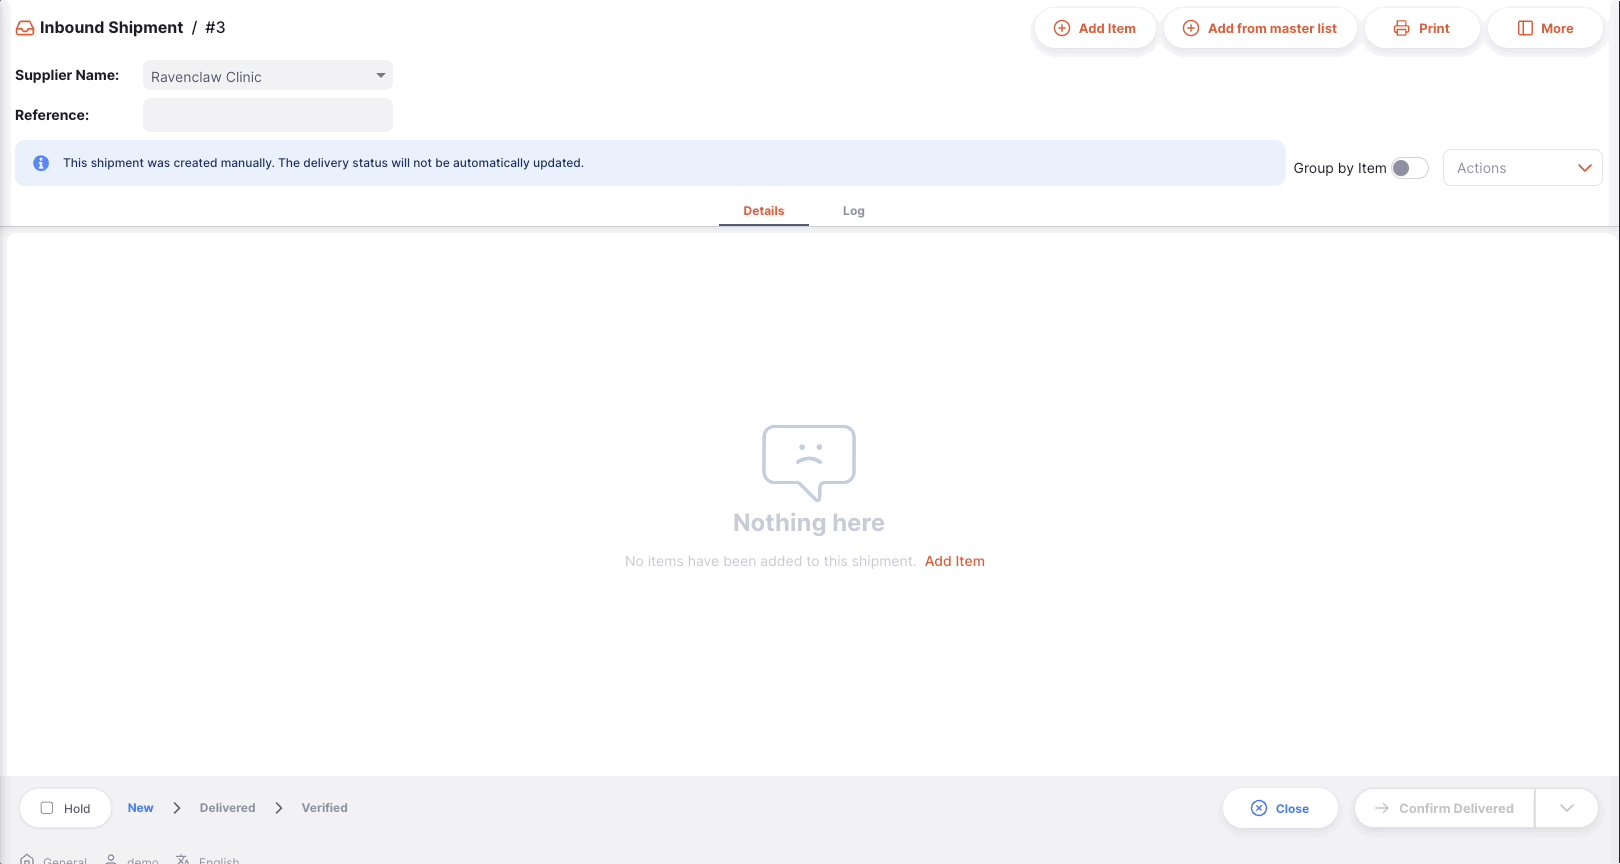 Inbound Shipment / #3
Add Item
Add from master list
Print
More
Supplier Name:
Ravenclaw Clinic
Reference:
This shipment was created manually. The delivery status will not be automatically updated.
Group by Item
Actions
Details
Log
Nothing here
No items have been added to this shipment. Add Item
Hold
New
Delivered
Verified
Close
Confirm Delivered
General
demo
English